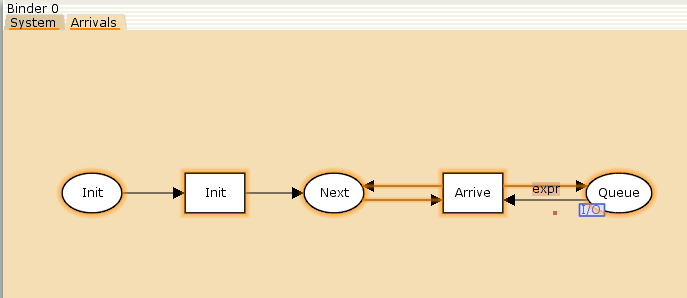 Binder 0
System Arrivals
expr
Init Init Next Arrive Queue
I/O